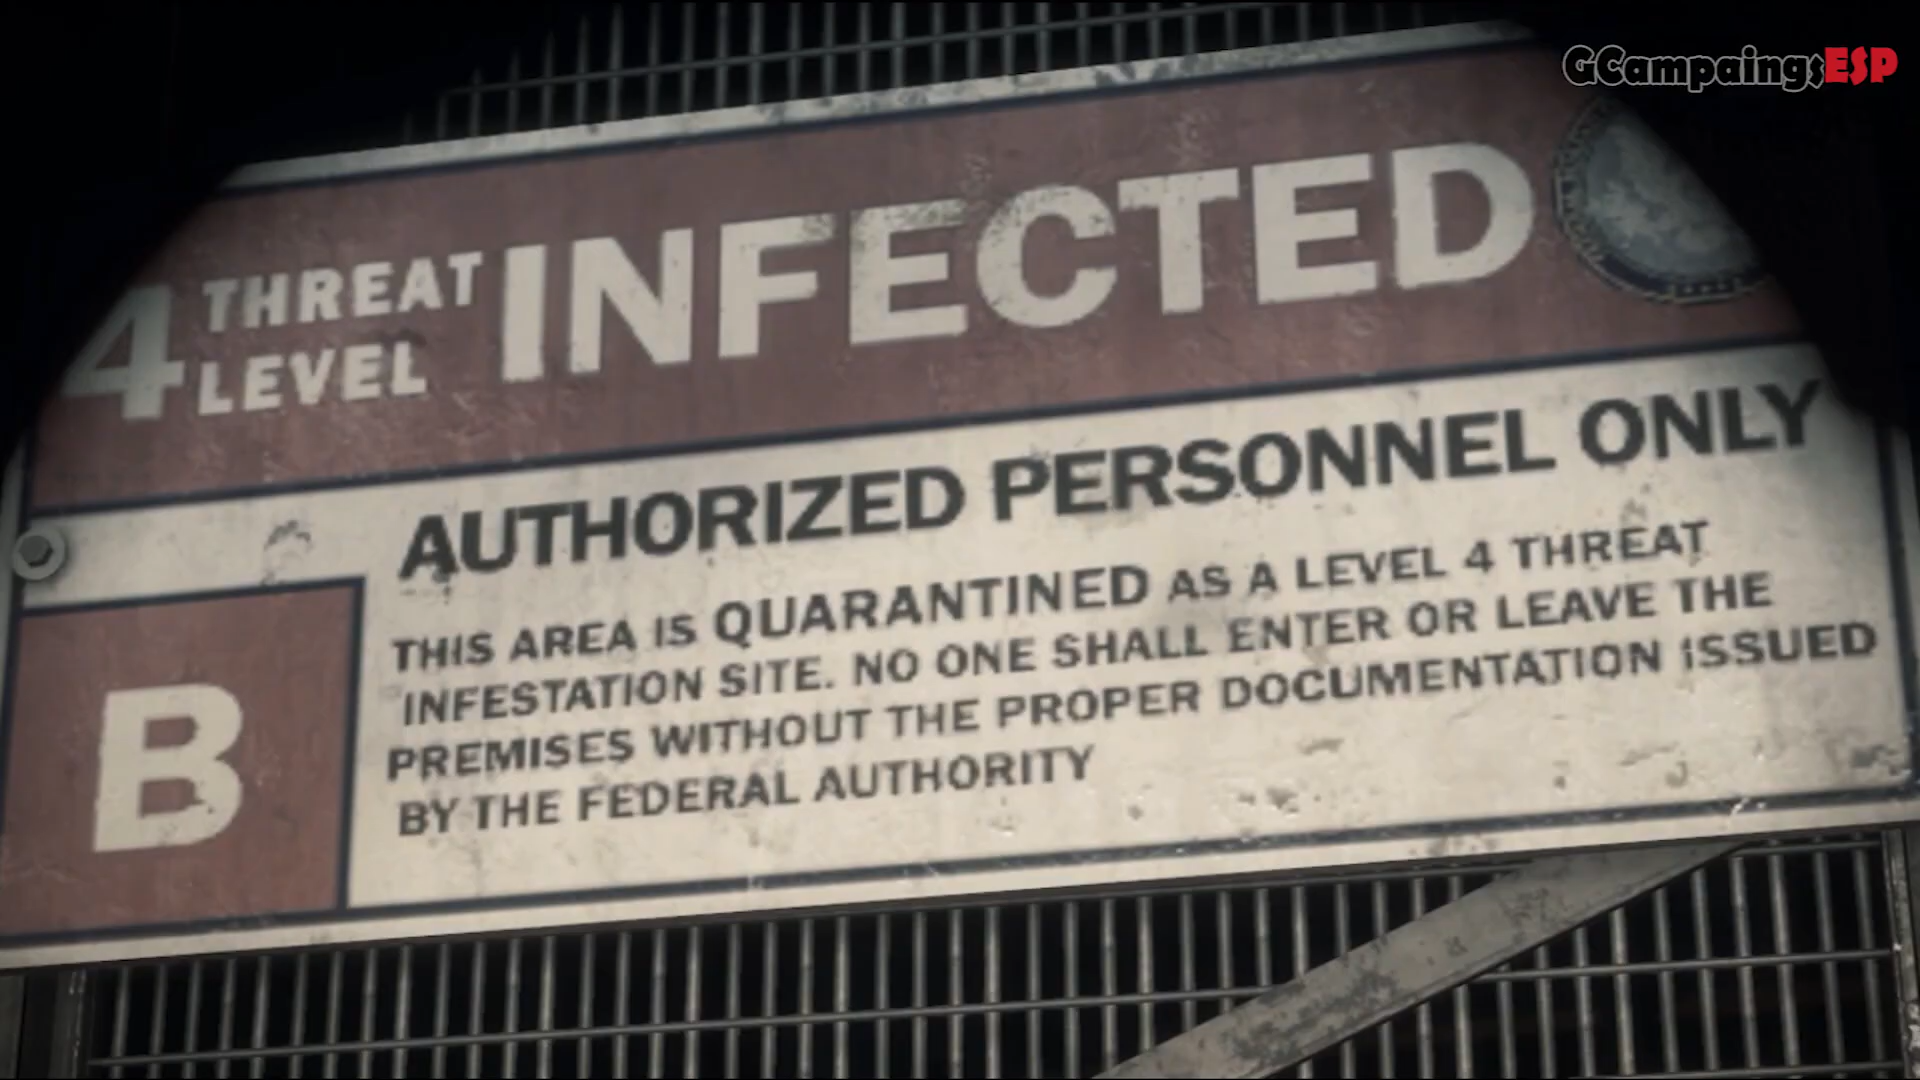 GCampaingsESP
4 THREAT LEVEL INFECTED
AUTHORIZED PERSONNEL ONLY
B
THIS AREA IS QUARANTINED AS A LEVEL 4 THREAT
INFESTATION SITE. NO ONE SHALL ENTER OR LEAVE THE
PREMISES WITHOUT THE PROPER DOCUMENTATION ISSUED
BY THE FEDERAL AUTHORITY